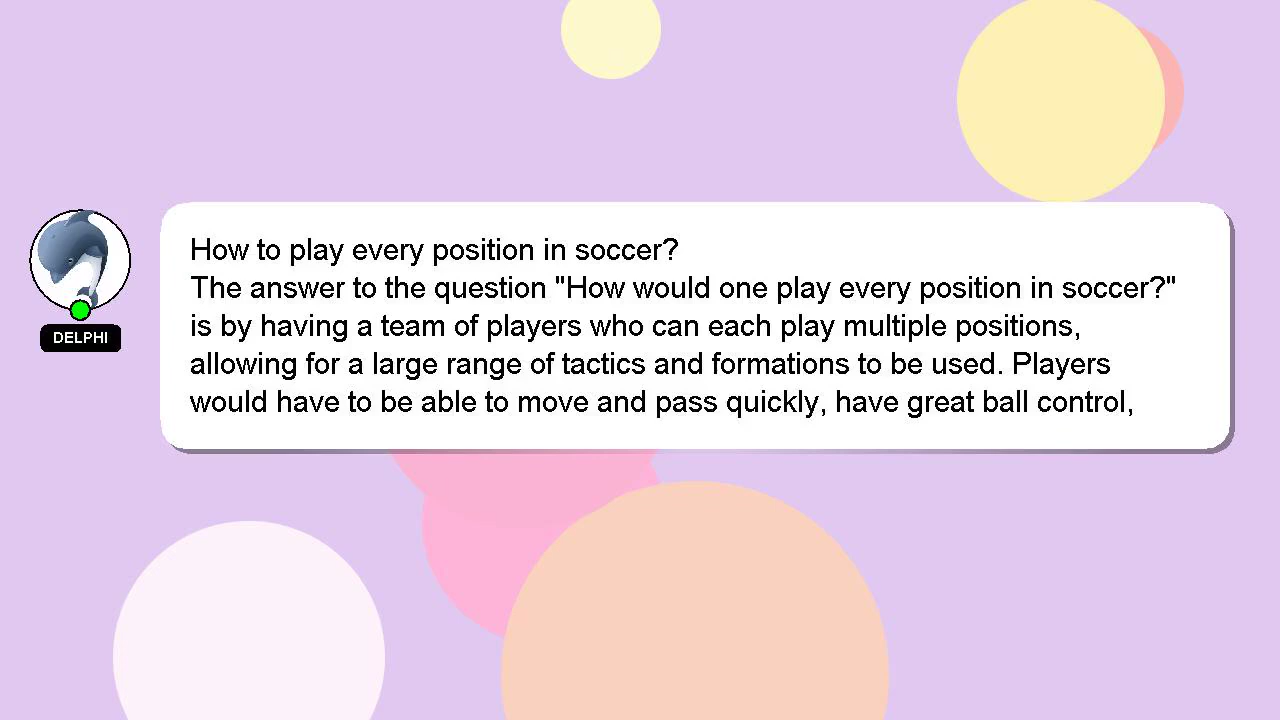 How to play every position in soccer?
The answer to the question "How would one play every position in soccer?"
is by having a team of players who can each play multiple positions,
allowing for a large range of tactics and formations to be used. Players
would have to be able to move and pass quickly, have great ball control,
DELPHI